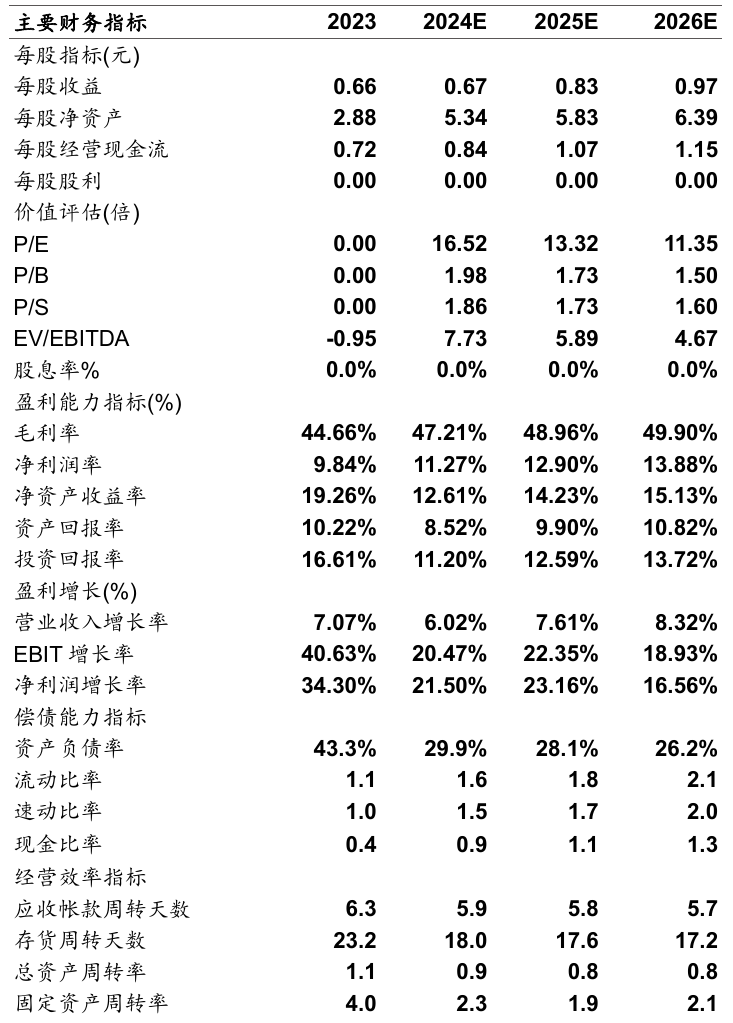 主要财务指标 2023 2024E 2025E 2026E
每股指标(元)
每股收益 0.66 0.67 0.83 0.97
每股净资产 2.88 5.34 5.83 6.39
每股经营现金流 0.72 0.84 1.07 1.15
每股股利 0.00 0.00 0.00 0.00
价值评估(倍)
P/E 0.00 16.52 13.32 11.35
P/B 0.00 1.98 1.73 1.50
P/S 0.00 1.86 1.73 1.60
EV/EBITDA -0.95 7.73 5.89 4.67
股息率% 0.0% 0.0% 0.0% 0.0%
盈利能力指标(%)
毛利率 44.66% 47.21% 48.96% 49.90%
净利润率 9.84% 11.27% 12.90% 13.88%
净资产收益率 19.26% 12.61% 14.23% 15.13%
资产回报率 10.22% 8.52% 9.90% 10.82%
投资回报率 16.61% 11.20% 12.59% 13.72%
盈利增长(%)
营业收入增长率 7.07% 6.02% 7.61% 8.32%
EBIT 增长率 40.63% 20.47% 22.35% 18.93%
净利润增长率 34.30% 21.50% 23.16% 16.56%
偿债能力指标
资产负债率 43.3% 29.9% 28.1% 26.2%
流动比率 1.1 1.6 1.8 2.1
速动比率 1.0 1.5 1.7 2.0
现金比率 0.4 0.9 1.1 1.3
经营效率指标
应收帐款周转天数 6.3 5.9 5.8 5.7
存货周转天数 23.2 18.0 17.6 17.2
总资产周转率 1.1 0.9 0.8 0.8
固定资产周转率 4.0 2.3 1.9 2.1